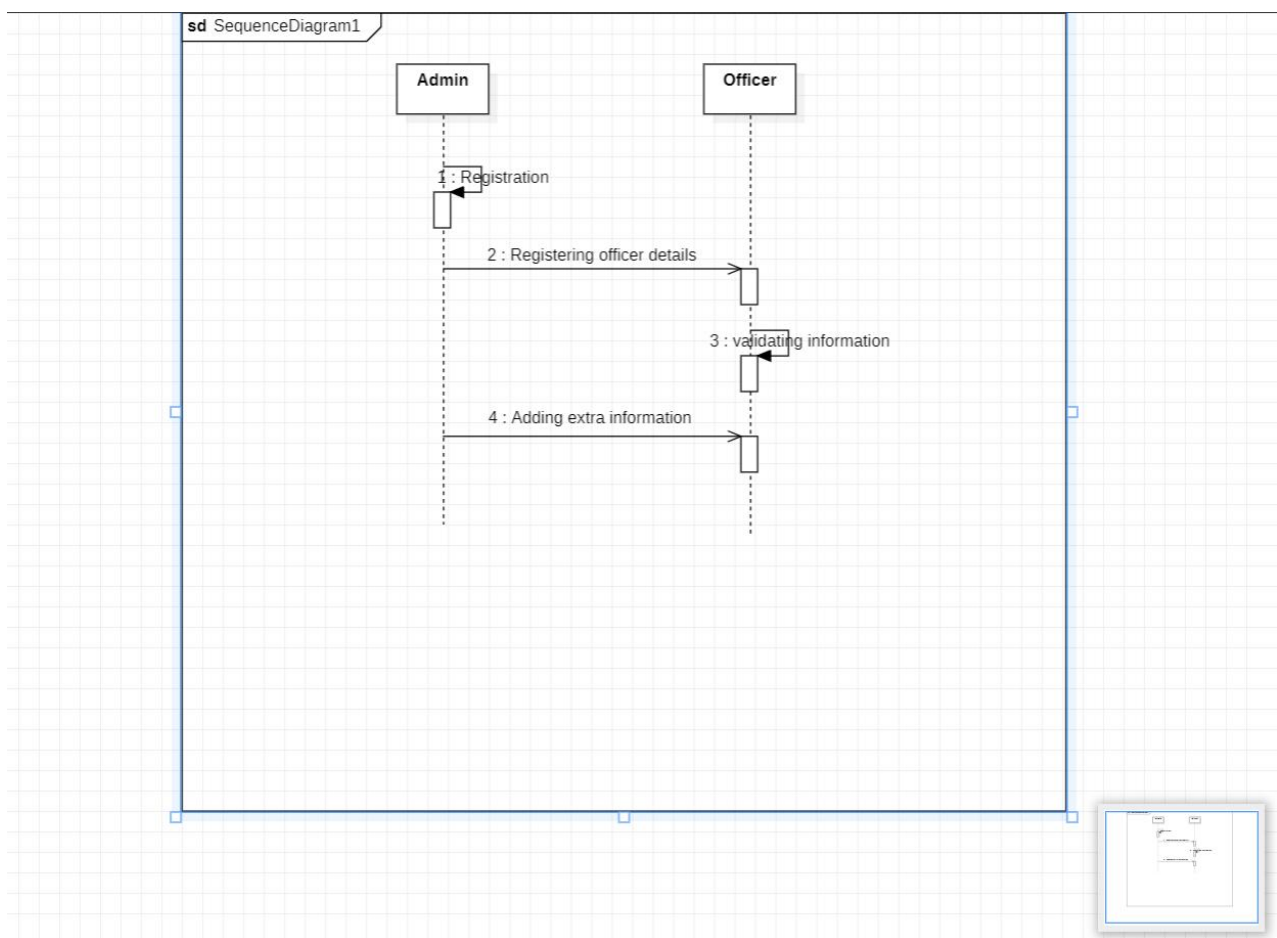 sd SequenceDiagram1
Admin
Officer
1 : Registration
2 : Registering officer details
3 : validating information
4 : Adding extra information